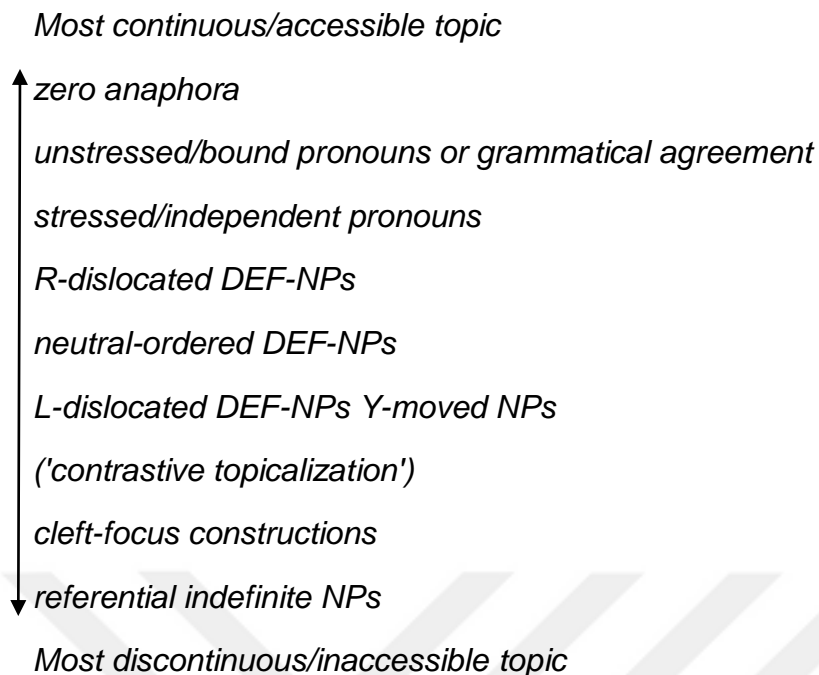 Most continuous/accessible topic
zero anaphora
unstressed/bound pronouns or grammatical agreement
stressed/independent pronouns
R-dislocated DEF-NPs
neutral-ordered DEF-NPs
L-dislocated DEF-NPs Y-moved NPs
('contrastive topicalization')
cleft-focus constructions
referential indefinite NPs
Most discontinuous/inaccessible topic